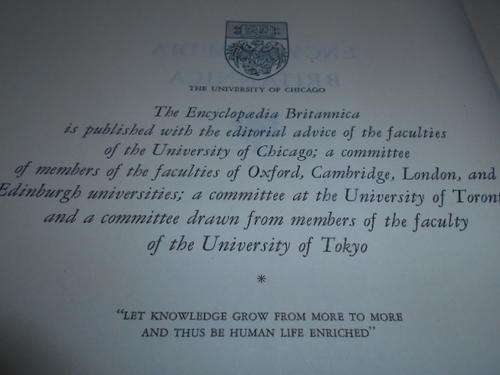 THE UNIVERSITY OF CHICAGO
The Encyclopædia Britannica
is published with the editorial advice of the faculties
of the University of Chicago; a committee
of members of the faculties of Oxford, Cambridge, London, and
Edinburgh universities; a committee at the University of Toront
and a committee drawn from members of the faculty
of the University of Tokyo
*
"LET KNOWLEDGE GROW FROM MORE TO MORE
AND THUS BE HUMAN LIFE ENRICHED"